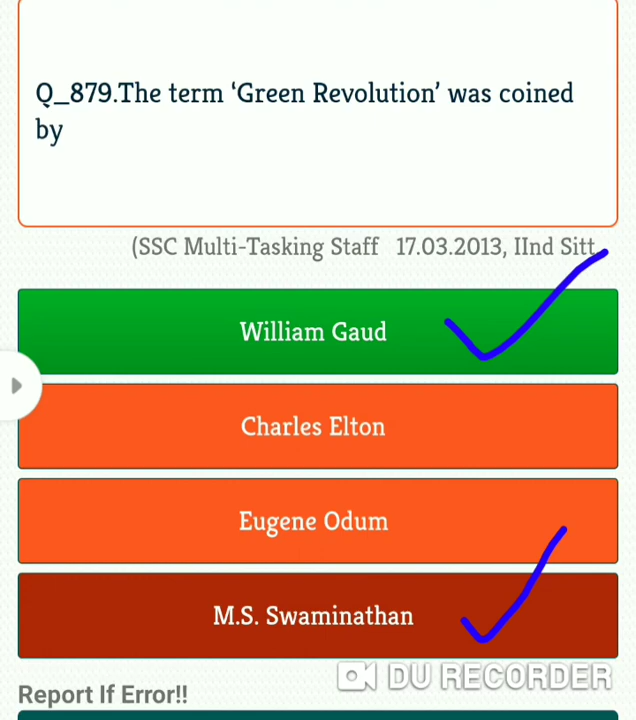 Q_879.The term ‘Green Revolution’ was coined
by
(SSC Multi-Tasking Staff 17.03.2013, IInd Sitt.
William Gaud
Charles Elton
Eugene Odum
M.S. Swaminathan
DU RECORDER
Report If Error!!